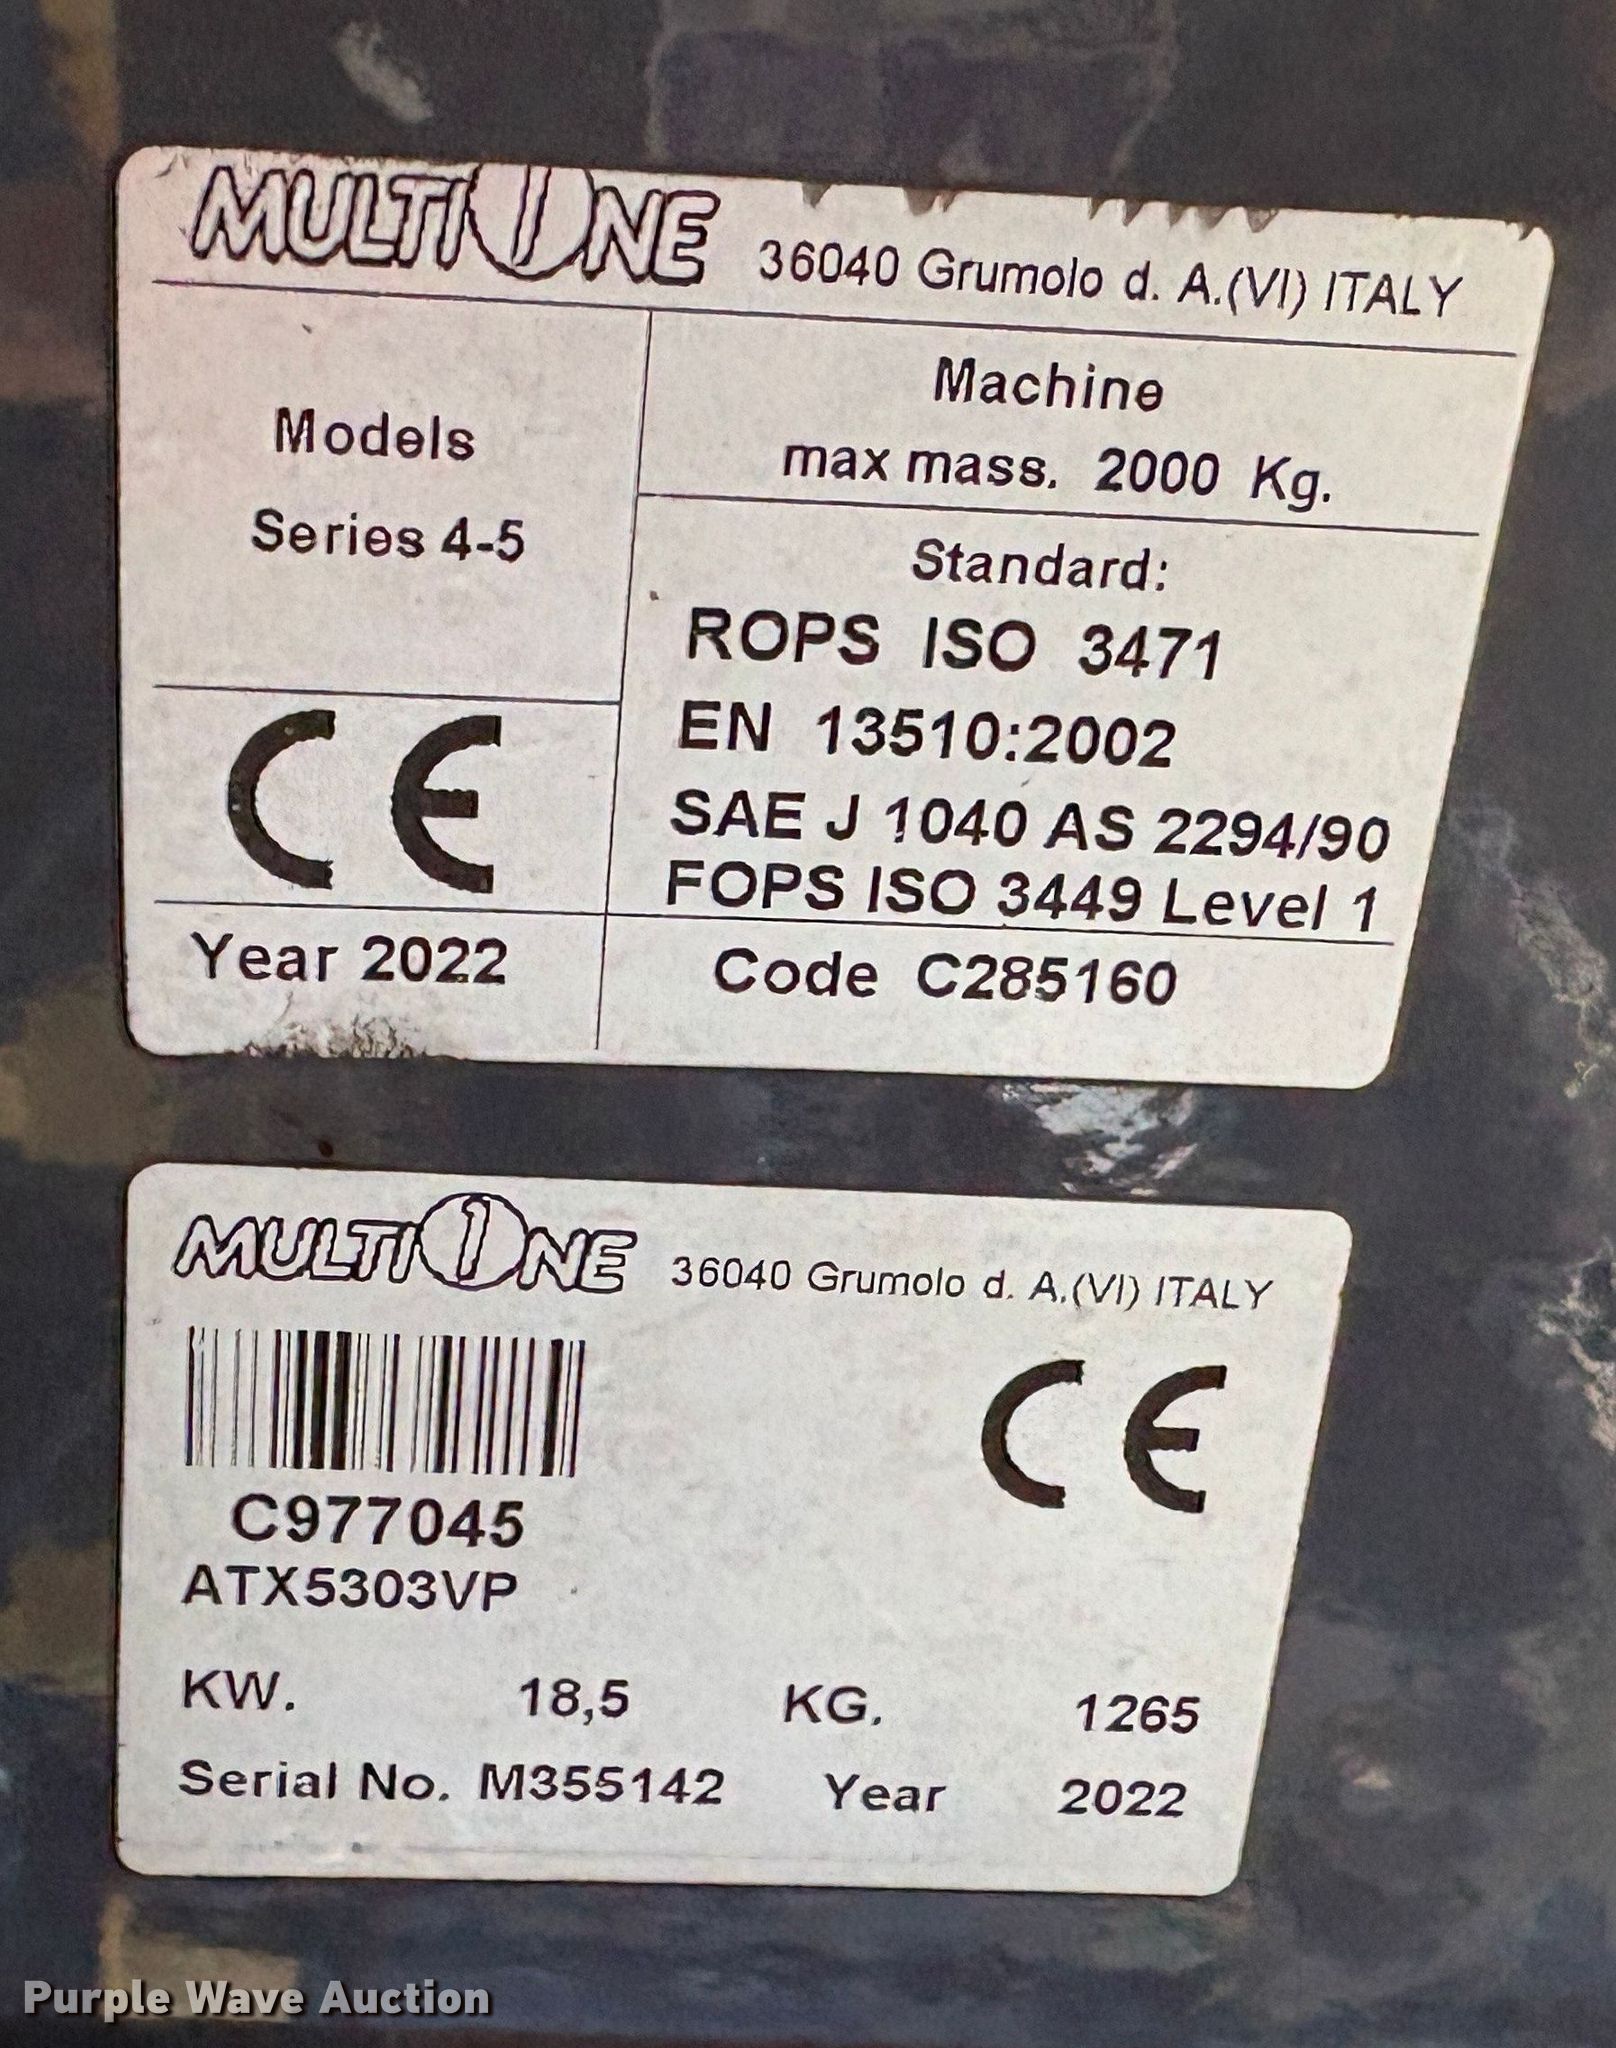 MULTI1ONE 36040 Grumolo d. A.(VI) ITALY
Models
Series 4-5
Machine
max mass. 2000 Kg.
Standard:
ROPS ISO 3471
EN 13510:2002
SAE J 1040 AS 2294/90
FOPS ISO 3449 Level 1
CE
Year 2022
Code C285160
MULTI1ONE 36040 Grumolo d. A.(VI) ITALY
CE
C977045
ATX5303VP
KW. 18,5 KG. 1265
Serial No. M355142 Year 2022
Purple Wave Auction